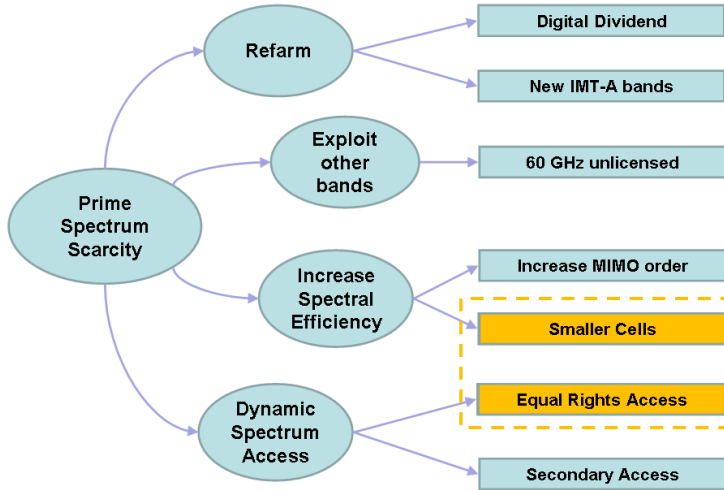 Refarm
Digital Dividend
New IMT-A bands
Exploit
other
bands
60 GHz unlicensed
Prime
Spectrum
Scarcity
Increase
Spectral
Efficiency
Increase MIMO order
Smaller Cells
Dynamic
Spectrum
Access
Equal Rights Access
Secondary Access